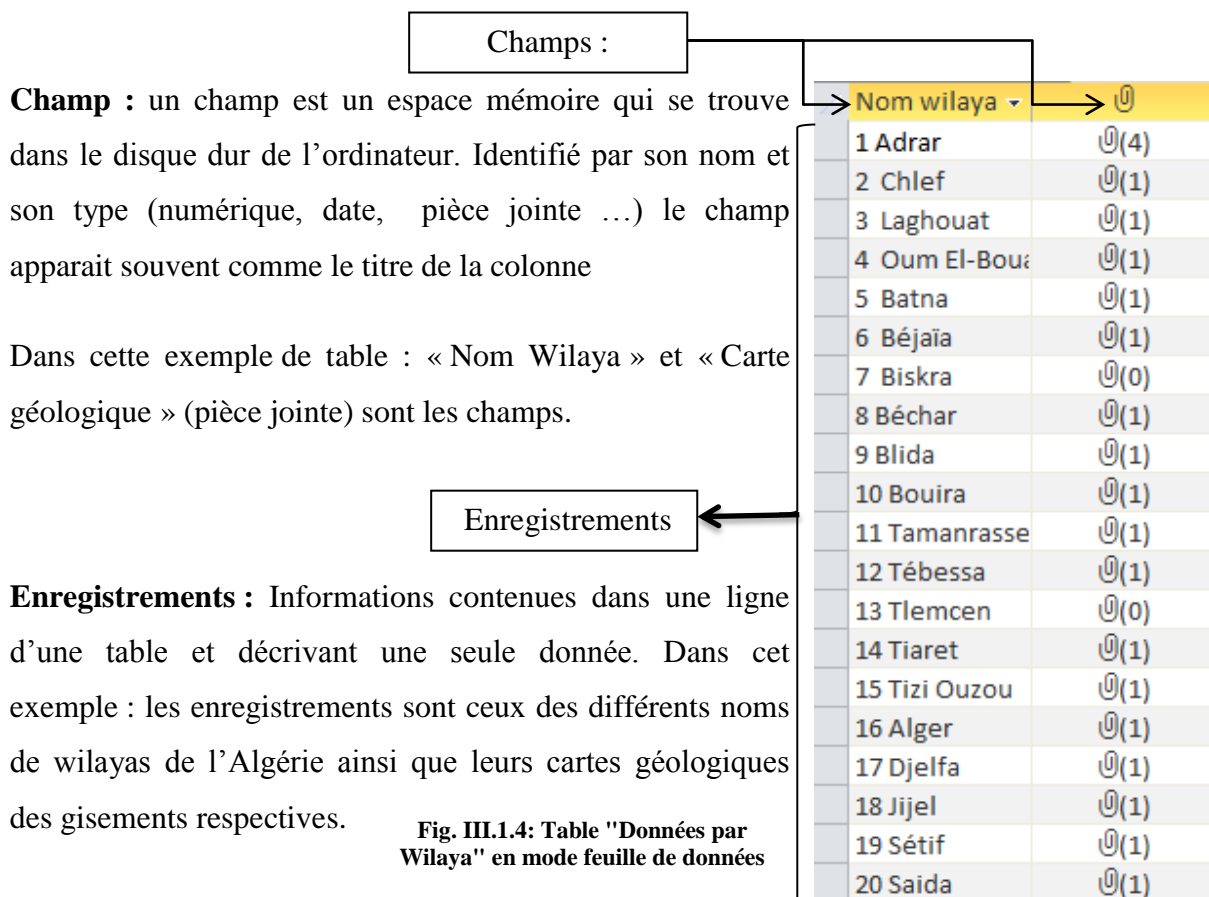 Champs :
Champ : un champ est un espace mémoire qui se trouve
dans le disque dur de l’ordinateur. Identifié par son nom et
son type (numérique, date, pièce jointe …) le champ
apparait souvent comme le titre de la colonne
Dans cette exemple de table : « Nom Wilaya » et « Carte
géologique » (pièce jointe) sont les champs.
Enregistrements
Enregistrements : Informations contenues dans une ligne
d’une table et décrivant une seule donnée. Dans cet
exemple : les enregistrements sont ceux des différents noms
de wilayas de l’Algérie ainsi que leurs cartes géologiques
des gisements respectives.
Fig. III.1.4: Table "Données par
Wilaya" en mode feuille de données
Nom wilaya
1 Adrar (4)
2 Chlef (1)
3 Laghouat (1)
4 Oum El-Boua (1)
5 Batna (1)
6 Béjaïa (1)
7 Biskra (0)
8 Béchar (1)
9 Blida (1)
10 Bouira (1)
11 Tamanrasse (1)
12 Tébessa (1)
13 Tlemcen (0)
14 Tiaret (1)
15 Tizi Ouzou (1)
16 Alger (1)
17 Djelfa (1)
18 Jijel (1)
19 Sétif (1)
20 Saida (1)